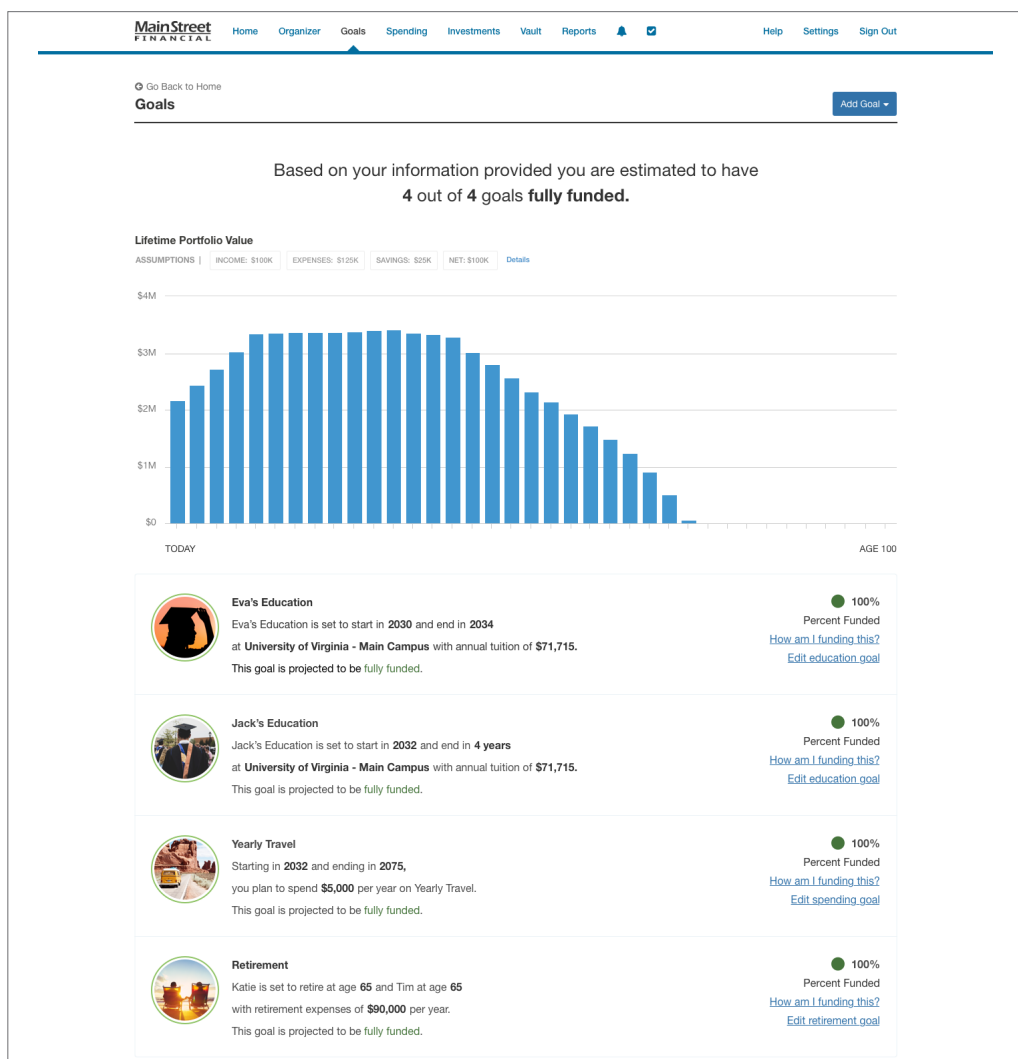 MainStreet
FINANCIAL
Home Organizer Goals Spending Investments Vault Reports Help Settings Sign Out
Go Back to Home
Goals
Add Goal
Based on your information provided you are estimated to have
4 out of 4 goals fully funded.
Lifetime Portfolio Value
ASSUMPTIONS | INCOME: $100K EXPENSES: $125K SAVINGS: $25K NET: $100K Details
$4M
$3M
$2M
$1M
$0
TODAY AGE 100
Eva's Education
Eva's Education is set to start in 2030 and end in 2034
at University of Virginia - Main Campus with annual tuition of $71,715.
This goal is projected to be fully funded.
100%
Percent Funded
How am I funding this?
Edit education goal
Jack's Education
Jack's Education is set to start in 2032 and end in 4 years
at University of Virginia - Main Campus with annual tuition of $71,715.
This goal is projected to be fully funded.
100%
Percent Funded
How am I funding this?
Edit education goal
Yearly Travel
Starting in 2032 and ending in 2075,
you plan to spend $5,000 per year on Yearly Travel.
This goal is projected to be fully funded.
100%
Percent Funded
How am I funding this?
Edit spending goal
Retirement
Katie is set to retire at age 65 and Tim at age 65
with retirement expenses of $90,000 per year.
This goal is projected to be fully funded.
100%
Percent Funded
How am I funding this?
Edit retirement goal